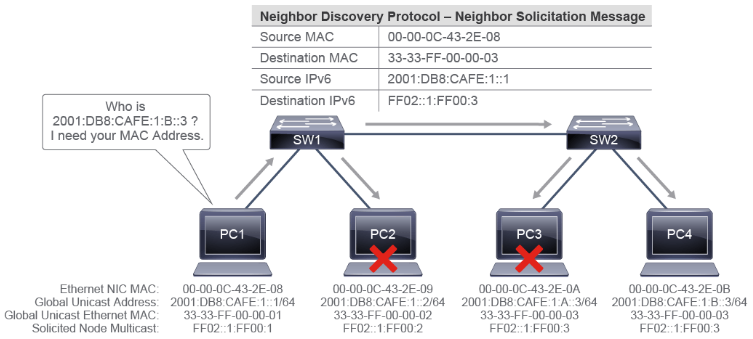 Neighbor Discovery Protocol – Neighbor Solicitation Message
Source MAC 00-00-0C-43-2E-08
Destination MAC 33-33-FF-00-00-03
Source IPv6 2001:DB8:CAFE:1::1
Destination IPv6 FF02::1:FF00:3
Who is
2001:DB8:CAFE:1:B::3 ?
I need your MAC Address.
SW1 SW2
PC1 PC2 PC3 PC4
Ethernet NIC MAC: 00-00-0C-43-2E-08 00-00-0C-43-2E-09 00-00-0C-43-2E-0A 00-00-0C-43-2E-0B
Global Unicast Address: 2001:DB8:CAFE:1::1/64 2001:DB8:CAFE:1::2/64 2001:DB8:CAFE:1:A::3/64 2001:DB8:CAFE:1:B::3/64
Global Unicast Ethernet MAC: 33-33-FF-00-00-01 33-33-FF-00-00-02 33-33-FF-00-00-03 33-33-FF-00-00-03
Solicited Node Multicast: FF02::1:FF00:1 FF02::1:FF00:2 FF02::1:FF00:3 FF02::1:FF00:3